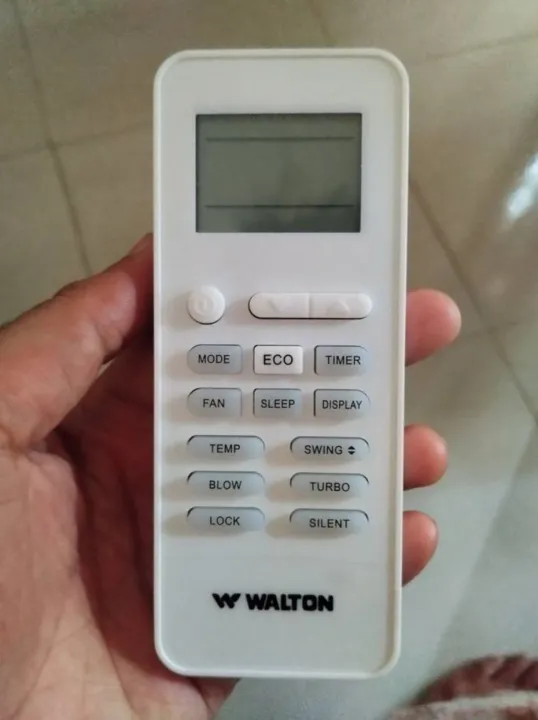 MODE ECO TIMER
FAN SLEEP DISPLAY
TEMP SWING
BLOW TURBO
LOCK SILENT
WALTON